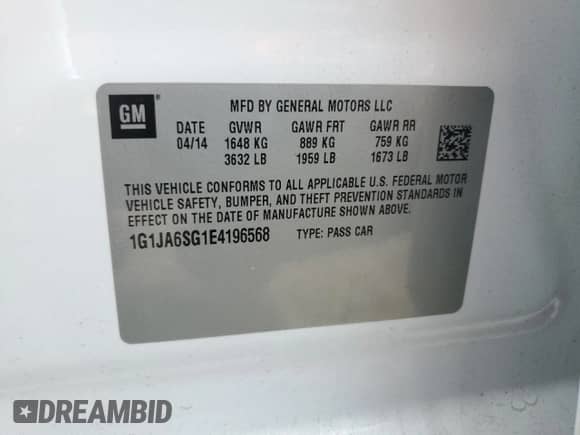 GM ® MFD BY GENERAL MOTORS LLC
DATE GVWR GAWR FRT GAWR RR
04/14 1648 KG 889 KG 759 KG
3632 LB 1959 LB 1673 LB
THIS VEHICLE CONFORMS TO ALL APPLICABLE U.S. FEDERAL MOTOR
VEHICLE SAFETY, BUMPER, AND THEFT PREVENTION STANDARDS IN
EFFECT ON THE DATE OF MANUFACTURE SHOWN ABOVE.
1G1JA6SG1E4196568 TYPE: PASS CAR
DREAMBID